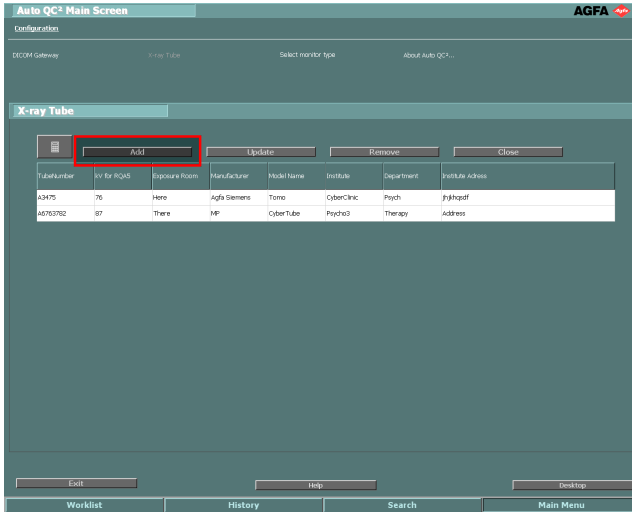 Auto QC² Main Screen
AGFA Agfa
Configuration
DICOM Gateway X-ray Tube Select monitor type About Auto QC²...
X-ray Tube
Add Update Remove Close
TubeNumber kV for RQA5 Exposure Room Manufacturer Model Name Institute Department Institute Adress
A3475 76 Here Agfa Siemens Tomo CyberClinic Psych jhjkhqsdf
A6763782 87 There MP CyberTube Psycho3 Therapy Address
Exit Help Desktop
Worklist History Search Main Menu